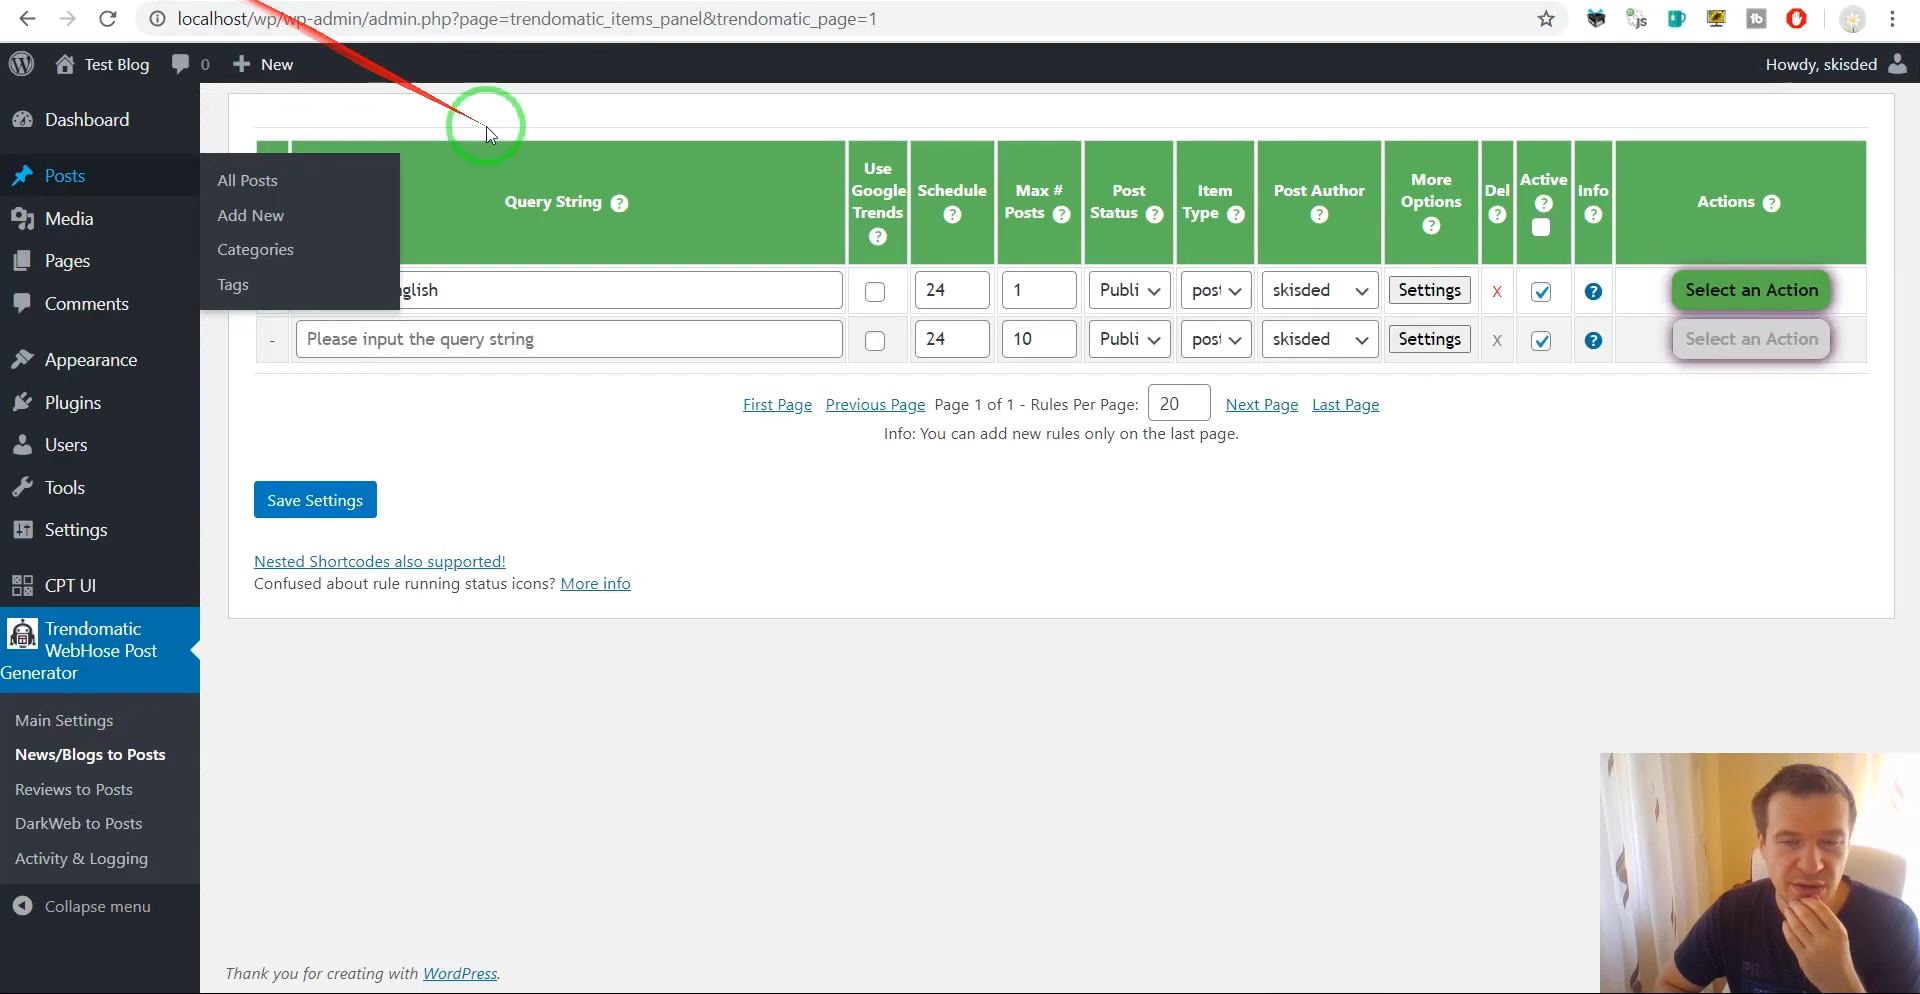 localhost/wp/wp-admin/admin.php?page=trendomatic_items_panel&trendomatic_page=1
Test Blog
0
New
Howdy, skisded
Dashboard
Posts
All Posts
Add New
Categories
Tags
Media
Pages
Comments
Appearance
Plugins
Users
Tools
Settings
CPT UI
Trendomatic
WebHose Post
Generator
Main Settings
News/Blogs to Posts
Reviews to Posts
DarkWeb to Posts
Activity & Logging
Collapse menu
Query String ?
Use Google Trends ?
Schedule ?
Max # Posts ?
Post Status ?
Item Type ?
Post Author ?
More Options ?
Del ?
Active ?
Info ?
Actions ?
glish 24 1 Publi post skisded Settings X ? Select an Action
- Please input the query string 24 10 Publi post skisded Settings X ? Select an Action
First Page Previous Page Page 1 of 1 - Rules Per Page: 20 Next Page Last Page
Info: You can add new rules only on the last page.
Save Settings
Nested Shortcodes also supported!
Confused about rule running status icons? More info
Thank you for creating with WordPress.